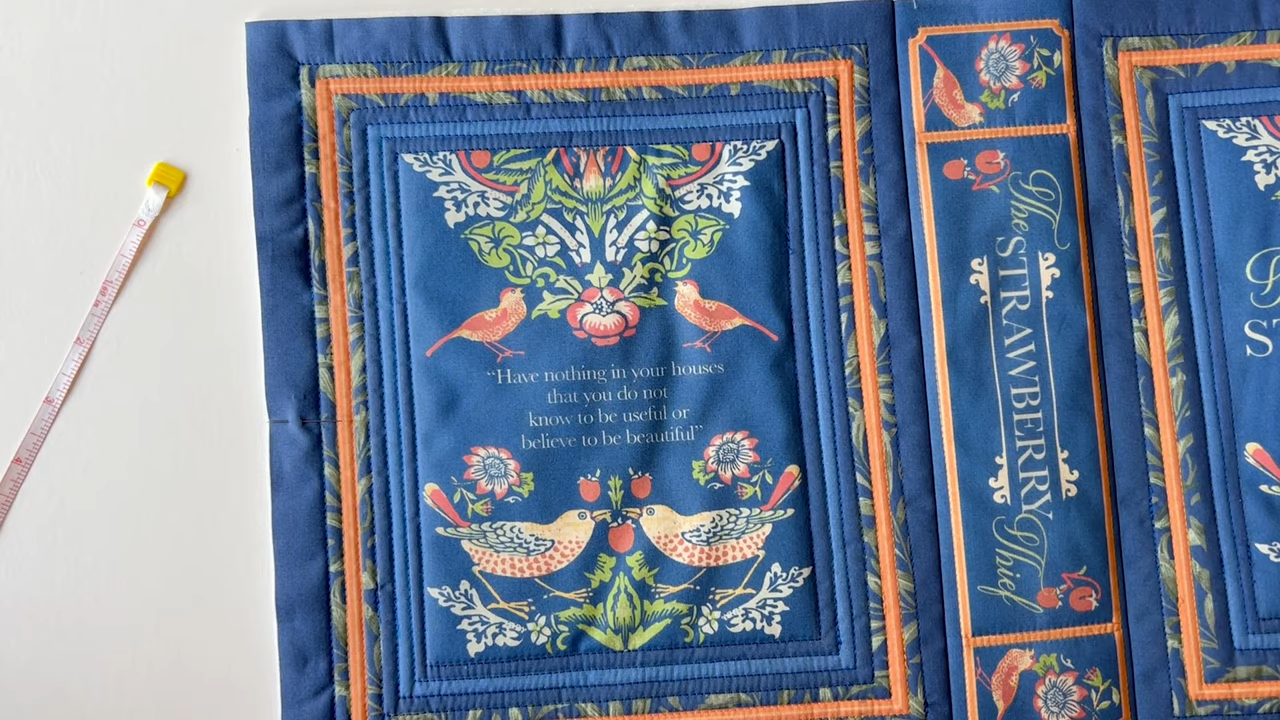 “Have nothing in your houses
that you do not
know to be useful or
believe to be beautiful”
The
STRAWBERRY
Thief